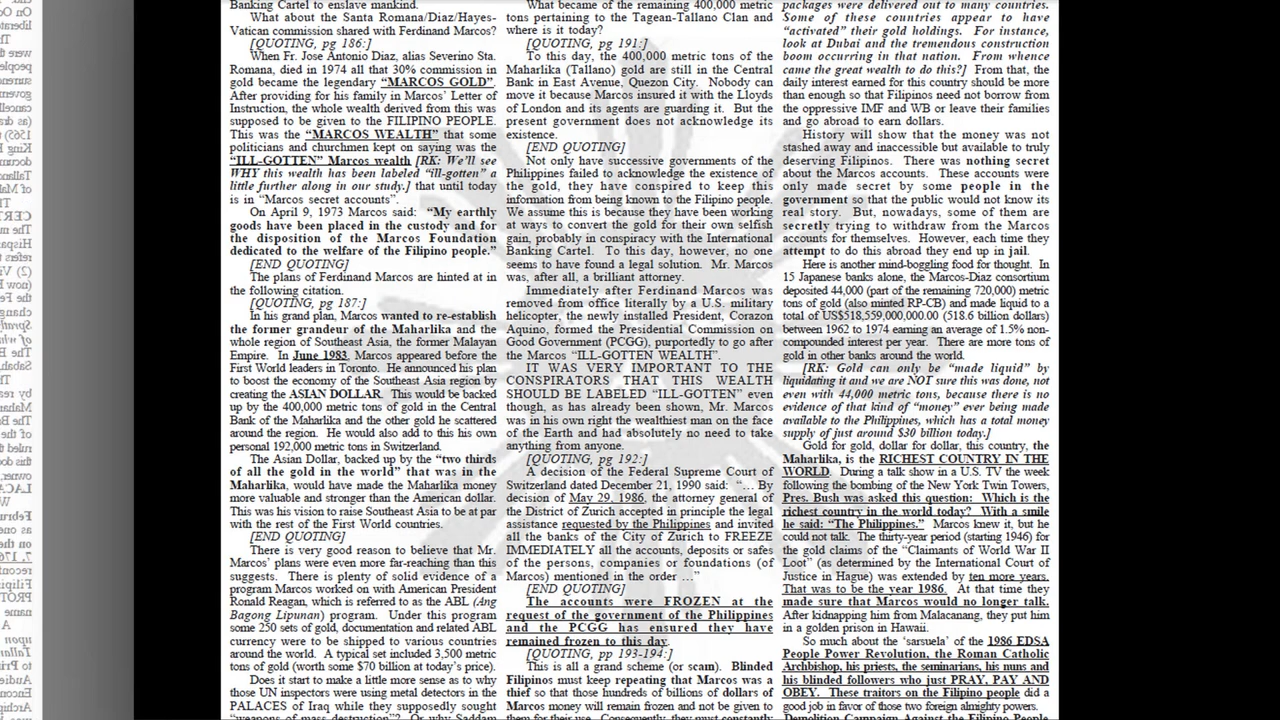 Banking Cartel to enslave mankind.
What about the Santa Romana/Diaz/Hayes-
Vatican commission shared with Ferdinand Marcos?
[QUOTING, pg 186:]
When Fr. Jose Antonio Diaz, alias Severino Sta.
Romana, died in 1974 all that 30% commission in
gold became the legendary “MARCOS GOLD”.
After providing for his family in Marcos’ Letter of
Instruction, the whole wealth derived from this was
supposed to be given to the FILIPINO PEOPLE.
This was the “MARCOS WEALTH” that some
politicians and churchmen kept on saying was the
“ILL-GOTTEN” Marcos wealth [RK: We’ll see
WHY this wealth has been labeled “ill-gotten” a
little further along in our study.] that until today
is in “Marcos secret accounts”.
On April 9, 1973 Marcos said: “My earthly
goods have been placed in the custody and for
the disposition of the Marcos Foundation
dedicated to the welfare of the Filipino people.”
[END QUOTING]
The plans of Ferdinand Marcos are hinted at in
the following citation.
[QUOTING, pg 187:]
In his grand plan, Marcos wanted to re-establish
the former grandeur of the Maharlika and the
whole region of Southeast Asia, the former Malayan
Empire. In June 1983, Marcos appeared before the
First World leaders in Toronto. He announced his plan
to boost the economy of the Southeast Asia region by
creating the ASIAN DOLLAR. This would be backed
up by the 400,000 metric tons of gold in the Central
Bank of the Maharlika and the other gold he scattered
around the region. He would also add to this his own
personal 192,000 metric tons in Switzerland.
The Asian Dollar, backed up by the “two thirds
of all the gold in the world” that was in the
Maharlika, would have made the Maharlika money
more valuable and stronger than the American dollar.
This was his vision to raise Southeast Asia to be at par
with the rest of the First World countries.
[END QUOTING]
There is very good reason to believe that Mr.
Marcos’ plans were even more far-reaching than this
suggests. There is plenty of solid evidence of a
program Marcos worked on with American President
Ronald Reagan, which is referred to as the ABL (Ang
Bagong Lipunan) program. Under this program
some 250 sets of gold, documentation and related ABL
currency were to be shipped to various countries
around the world. A typical set included 3,500 metric
tons of gold (worth some $70 billion at today’s price).
Does it start to make a little more sense as to why
those UN inspectors were using metal detectors in the
PALACES of Iraq while they supposedly sought
“weapons of mass destruction”? Or why Saddam
What became of the remaining 400,000 metric
tons pertaining to the Tagean-Tallano Clan and
where is it today?
[QUOTING, pg 191:]
To this day, the 400,000 metric tons of the
Maharlika (Tallano) gold are still in the Central
Bank in East Avenue, Quezon City. Nobody can
move it because Marcos insured it with the Lloyds
of London and its agents are guarding it. But the
present government does not acknowledge its
existence.
[END QUOTING]
Not only have successive governments of the
Philippines failed to acknowledge the existence of
the gold, they have conspired to keep this
information from being known to the Filipino people.
We assume this is because they have been working
at ways to convert the gold for their own selfish
gain, probably in conspiracy with the International
Banking Cartel. To this day, however, no one
seems to have found a legal solution. Mr. Marcos
was, after all, a brilliant attorney.
Immediately after Ferdinand Marcos was
removed from office literally by a U.S. military
helicopter, the newly installed President, Corazon
Aquino, formed the Presidential Commission on
Good Government (PCGG), purportedly to go after
the Marcos “ILL-GOTTEN WEALTH”.
IT WAS VERY IMPORTANT TO THE
CONSPIRATORS THAT THIS WEALTH
SHOULD BE LABELED “ILL-GOTTEN” even
though, as has already been shown, Mr. Marcos
was in his own right the wealthiest man on the face
of the Earth and had absolutely no need to take
anything from anyone.
[QUOTING, pg 192:]
A decision of the Federal Supreme Court of
Switzerland dated December 21, 1990 said: “… By
decision of May 29, 1986, the attorney general of
the District of Zurich accepted in principle the legal
assistance requested by the Philippines and invited
all the banks of the City of Zurich to FREEZE
IMMEDIATELY all the accounts, deposits or safes
of the persons, companies or foundations (of
Marcos) mentioned in the order …”
[END QUOTING]
The accounts were FROZEN at the
request of the government of the Philippines
and the PCGG has ensured they have
remained frozen to this day.
[QUOTING, pp 193-194:]
This is all a grand scheme (or scam). Blinded
Filipinos must keep repeating that Marcos was a
thief so that those hundreds of billions of dollars of
Marcos money will remain frozen and not be given to
them for their use. Consequently, they must constantly
packages were delivered out to many countries.
Some of these countries appear to have
“activated” their gold holdings. For instance,
look at Dubai and the tremendous construction
boom occurring in that nation. From whence
came the great wealth to do this?] From that, the
daily interest earned for this country should be more
than enough so that Filipinos need not borrow from
the oppressive IMF and WB or leave their families
and go abroad to earn dollars.
History will show that the money was not
stashed away and inaccessible but available to truly
deserving Filipinos. There was nothing secret
about the Marcos accounts. These accounts were
only made secret by some people in the
government so that the public would not know its
real story. But, nowadays, some of them are
secretly trying to withdraw from the Marcos
accounts for themselves. However, each time they
attempt to do this abroad they end up in jail.
Here is another mind-boggling food for thought. In
15 Japanese banks alone, the Marcos-Diaz consortium
deposited 44,000 (part of the remaining 720,000) metric
tons of gold (also minted RP-CB) and made liquid to a
total of US$518,559,000,000.00 (518.6 billion dollars)
between 1962 to 1974 earning an average of 1.5% non-
compounded interest per year. There are more tons of
gold in other banks around the world.
[RK: Gold can only be “made liquid” by
liquidating it and we are NOT sure this was done, not
even with 44,000 metric tons, because there is no
evidence of that kind of “money” ever being made
available to the Philippines, which has a total money
supply of just around $30 billion today.]
Gold for gold, dollar for dollar, this country, the
Maharlika, is the RICHEST COUNTRY IN THE
WORLD. During a talk show in a U.S. TV the week
following the bombing of the New York Twin Towers,
Pres. Bush was asked this question: Which is the
richest country in the world today? With a smile
he said: “The Philippines.” Marcos knew it, but he
could not talk. The thirty-year period (starting 1946) for
the gold claims of the “Claimants of World War II
Loot” (as determined by the International Court of
Justice in Hague) was extended by ten more years.
That was to be the year 1986. At that time they
made sure that Marcos would no longer talk.
After kidnapping him from Malacanang, they put him
in a golden prison in Hawaii.
So much about the ‘sarsuela’ of the 1986 EDSA
People Power Revolution, the Roman Catholic
Archbishop, his priests, the seminarians, his nuns and
his blinded followers who just PRAY, PAY AND
OBEY. These traitors on the Filipino people did a
good job in favor of those two foreign almighty powers.
Demolition Campaign Against the Filipino People